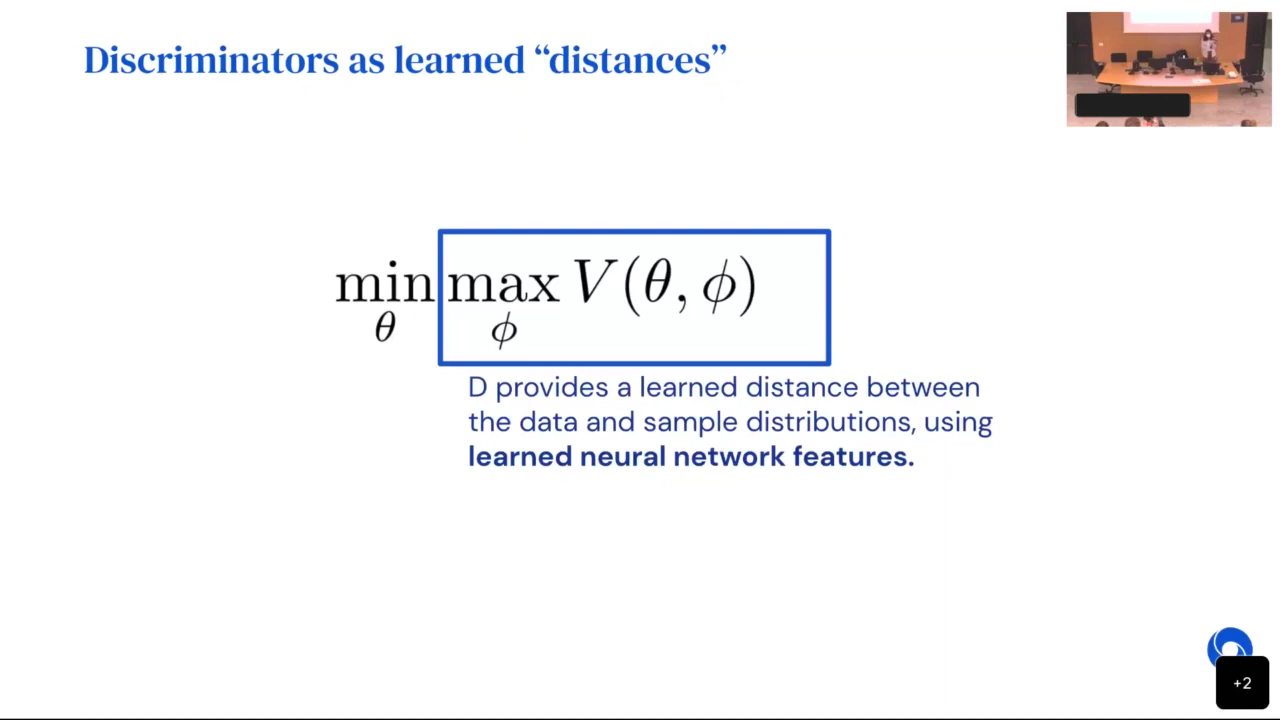 Discriminators as learned “distances”
min max V(θ, ϕ)
θ ϕ
D provides a learned distance between
the data and sample distributions, using
learned neural network features.
+2